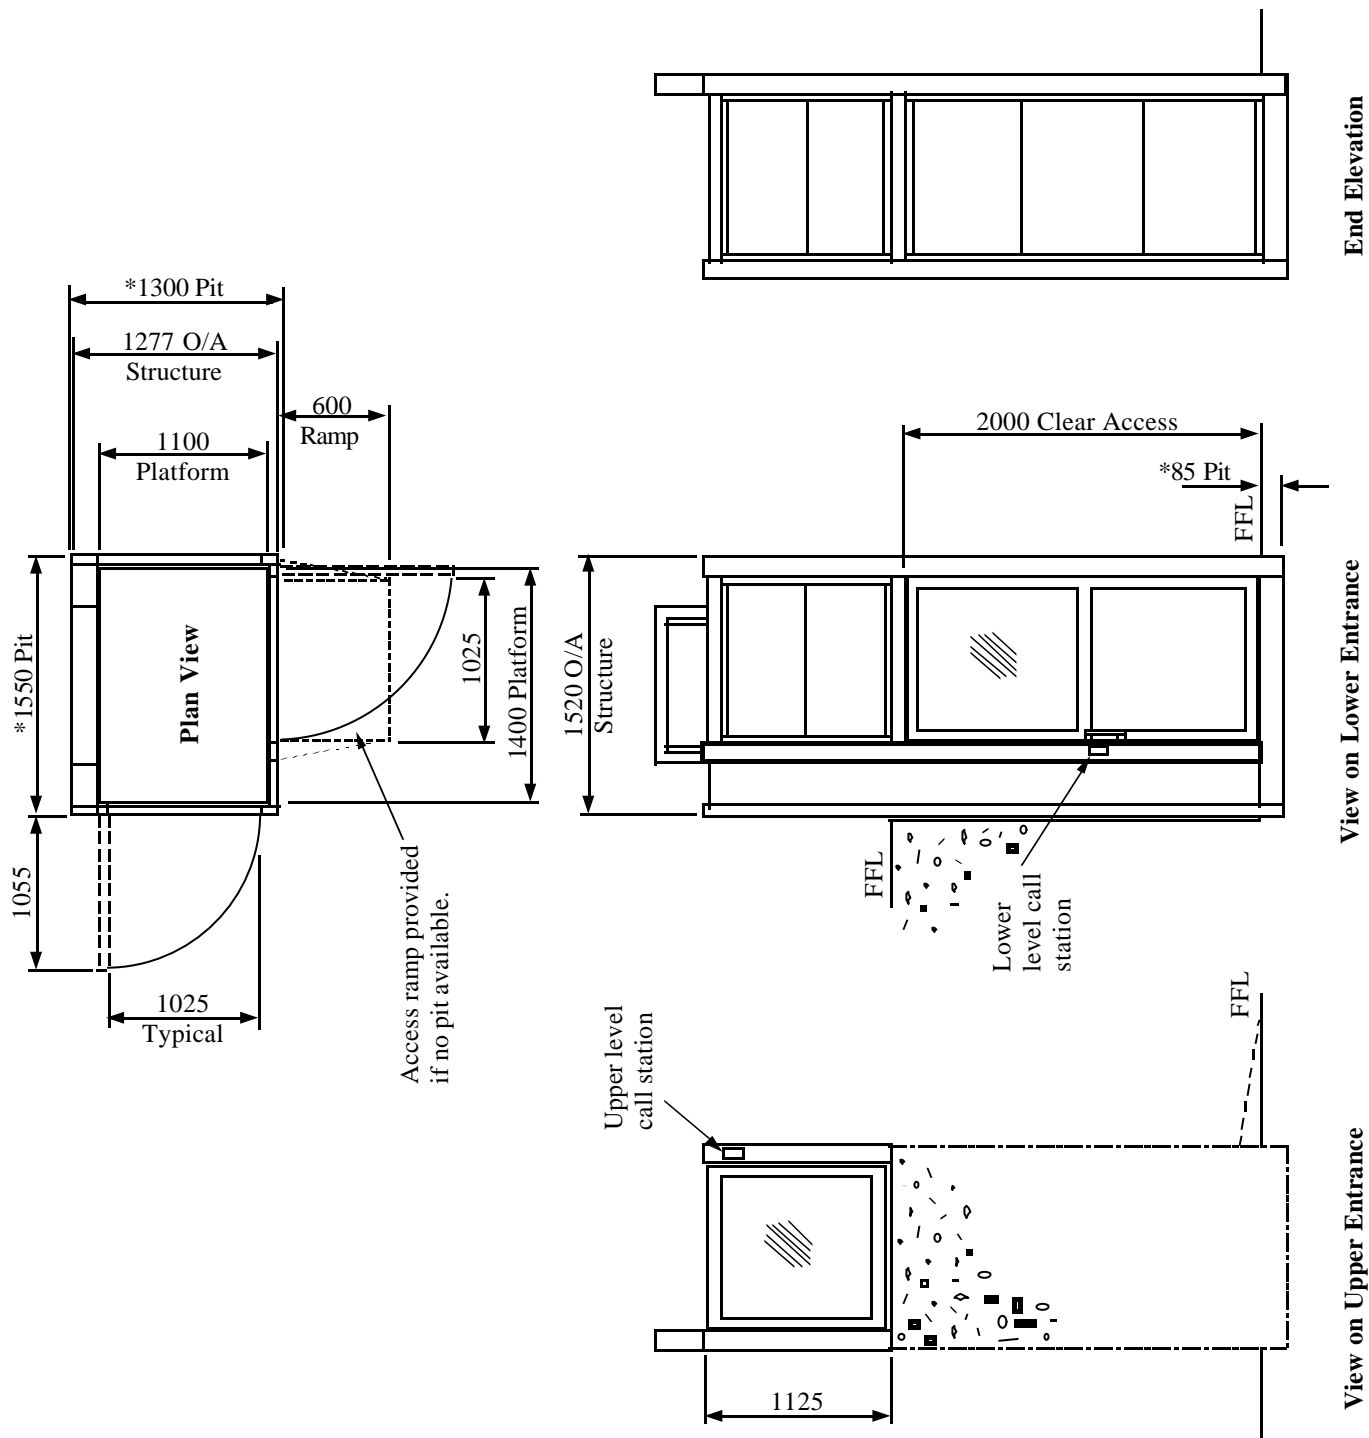 *1300 Pit
1277 O/A
Structure
600
Ramp
1100
Platform
*1550 Pit
Plan View
1025
1400 Platform
1055
1025
Typical
Access ramp provided
if no pit available.
End Elevation
2000 Clear Access
*85 Pit
FFL
1520 O/A
Structure
FFL
Lower
level call
station
View on Lower Entrance
Upper level
call station
FFL
1125
View on Upper Entrance